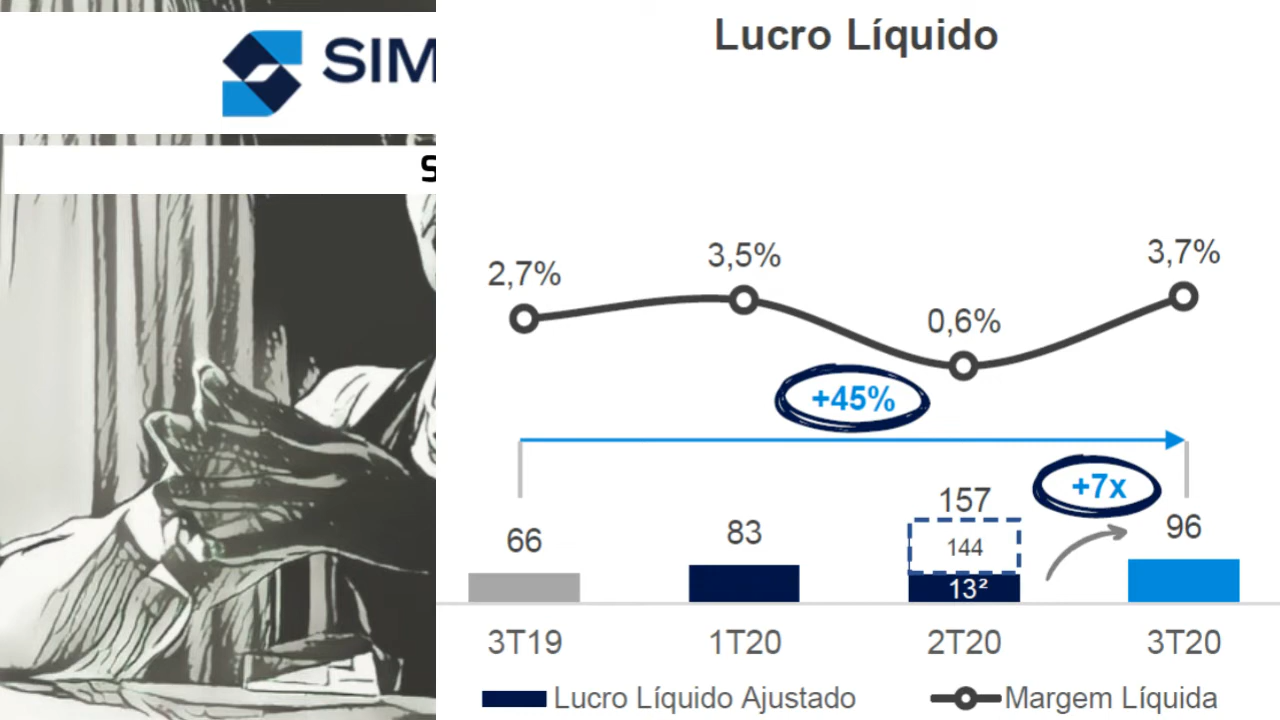 SIM
S
Lucro Líquido
2,7%
3,5%
0,6%
3,7%
+45%
+7x
66
83
157
144
13²
96
3T19
1T20
2T20
3T20
Lucro Líquido Ajustado
Margem Líquida